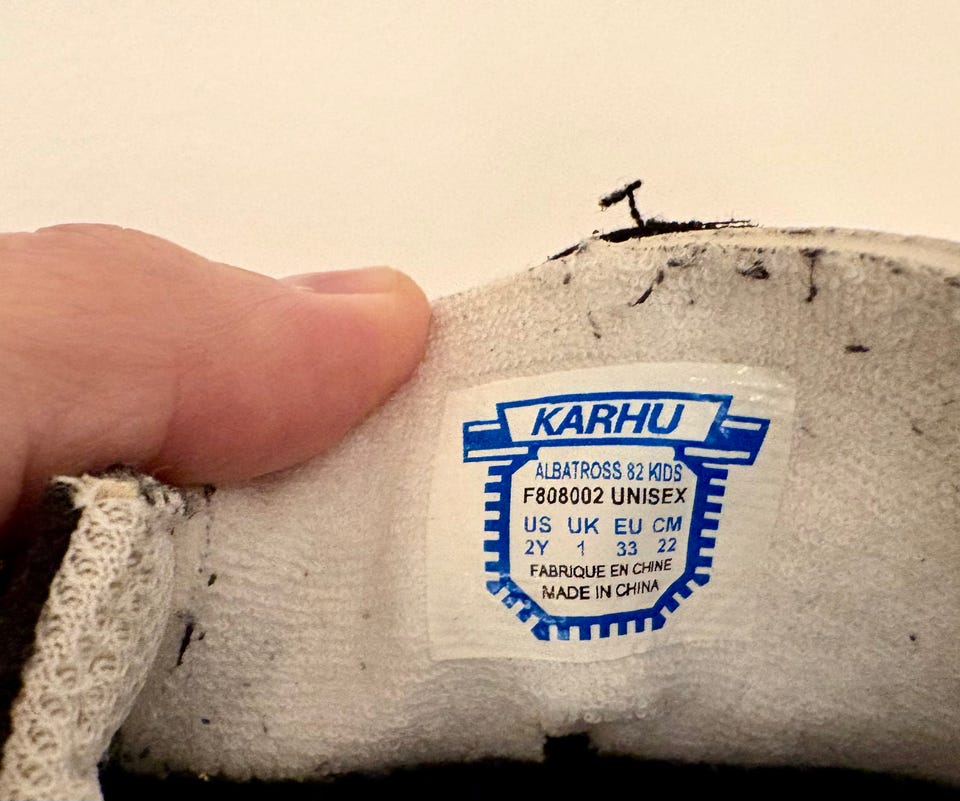 KARHU
ALBATROSS 82 KIDS
F808002 UNISEX
US UK EU CM
2Y 1 33 22
FABRIQUE EN CHINE
MADE IN CHINA